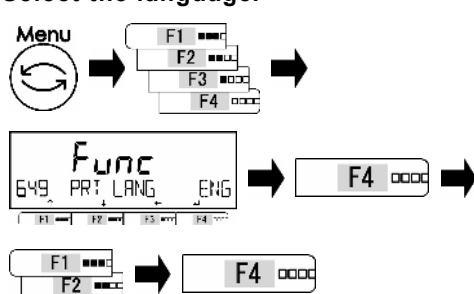 Select the language.
Menu
F1
F2
F3
F4
Func
649 PRT LANG ENG
F1 F2 F3 F4
F4
F1
F2
F4